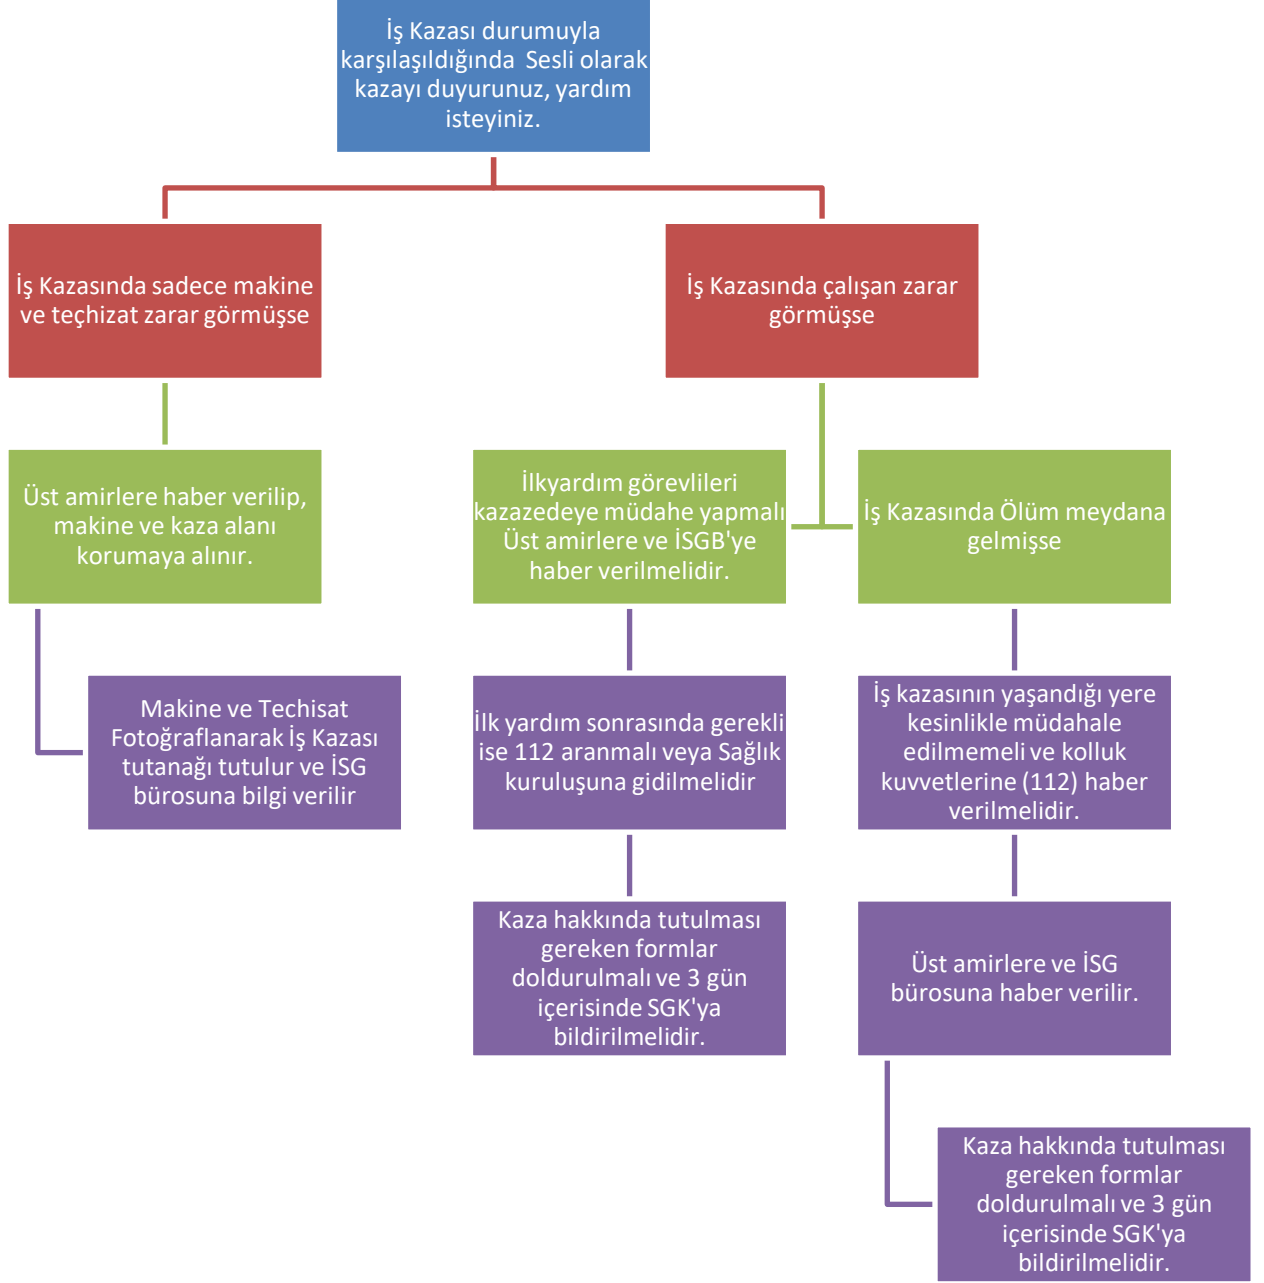 İş Kazası durumuyla
karşılaşıldığında  Sesli olarak
kazayı duyurunuz, yardım
isteyiniz.
İş Kazasında sadece makine
ve teçhizat zarar görmüşse
İş Kazasında çalışan zarar
görmüşse
Üst amirlere haber verilip,
makine ve kaza alanı
korumaya alınır.
İlkyardım görevlileri
kazazedeye müdahe yapmalı
Üst amirlere ve İSGB'ye
haber verilmelidir.
İş Kazasında Ölüm meydana
gelmişse
Makine ve Techisat
Fotoğraflanarak İş Kazası
tutanağı tutulur ve İSG
bürosuna bilgi verilir
İlk yardım sonrasında gerekli
ise 112 aranmalı veya Sağlık
kuruluşuna gidilmelidir
İş kazasının yaşandığı yere
kesinlikle müdahale
edilmemeli ve kolluk
kuvvetlerine (112) haber
verilmelidir.
Kaza hakkında tutulması
gereken formlar
doldurulmalı ve 3 gün
içerisinde SGK'ya
bildirilmelidir.
Üst amirlere ve İSG
bürosuna haber verilir.
Kaza hakkında tutulması
gereken formlar
doldurulmalı ve 3 gün
içerisinde SGK'ya
bildirilmelidir.